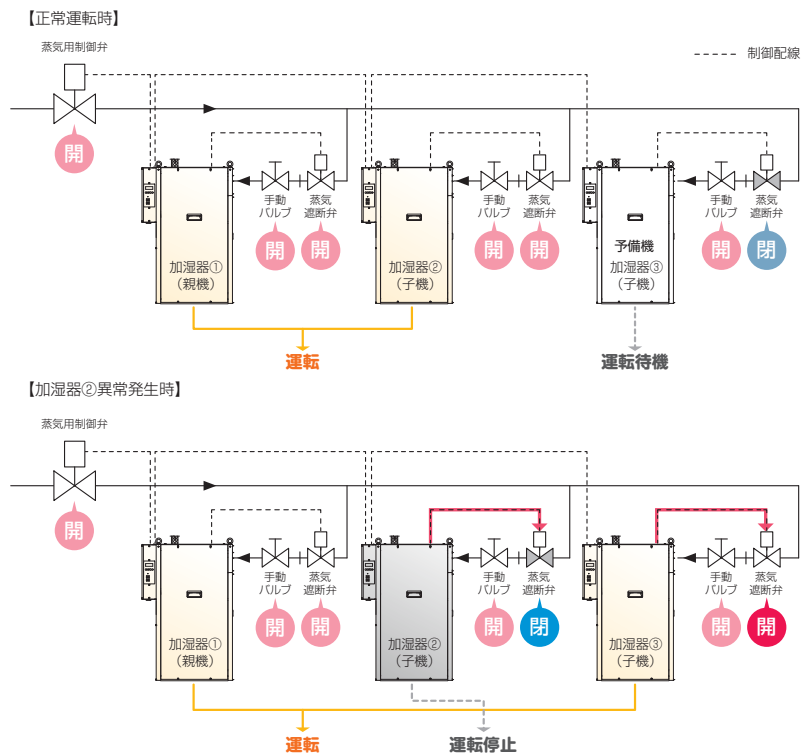 【正常運転時】
蒸気用制御弁
制御配線
開
手動
バルブ
蒸気
遮断弁
手動
バルブ
蒸気
遮断弁
手動
バルブ
蒸気
遮断弁
開
開
開
開
開
閉
加湿器①
（親機）
加湿器②
（子機）
予備機
加湿器③
（子機）
運転
運転待機
【加湿器②異常発生時】
蒸気用制御弁
開
手動
バルブ
蒸気
遮断弁
手動
バルブ
蒸気
遮断弁
手動
バルブ
蒸気
遮断弁
開
開
開
閉
開
開
加湿器①
（親機）
加湿器②
（子機）
加湿器③
（子機）
運転
運転停止